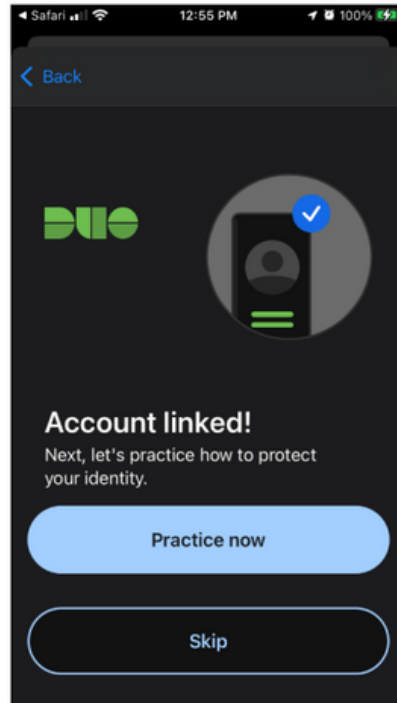 Safari 12:55 PM 100%
Back
DUO
Account linked!
Next, let's practice how to protect
your identity.
Practice now
Skip